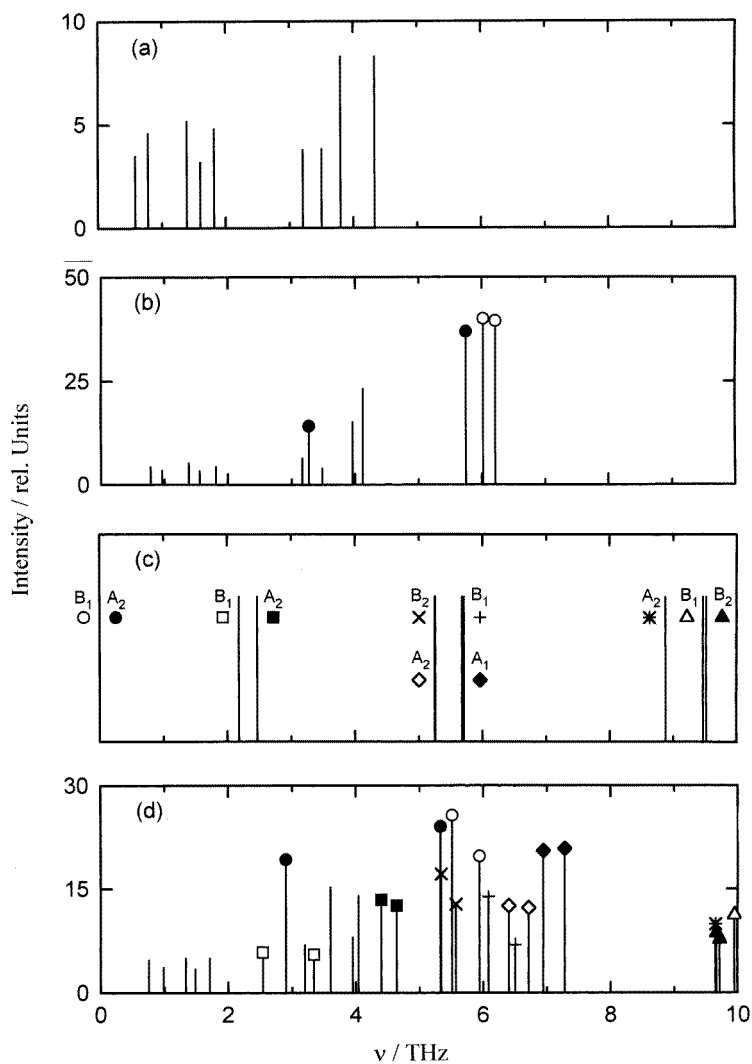 10
(a)
5
0
50
(b)
25
0
Intensity / rel. Units
(c)
B₁ A₂ B₁ A₂ B₂ B₁ A₂ B₁ B₂
A₂ A₁
30
(d)
15
0
0 2 4 6 8 10
ν / THz